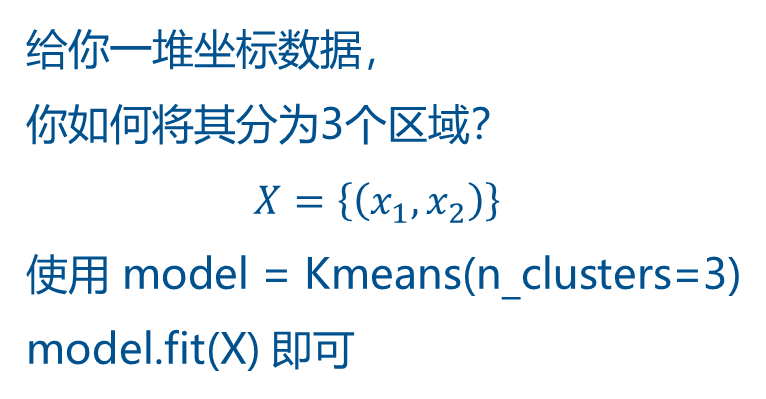 给你一堆坐标数据，
你如何将其分为3个区域？
X = {(x₁, x₂)}
使用 model = Kmeans(n_clusters=3)
model.fit(X) 即可